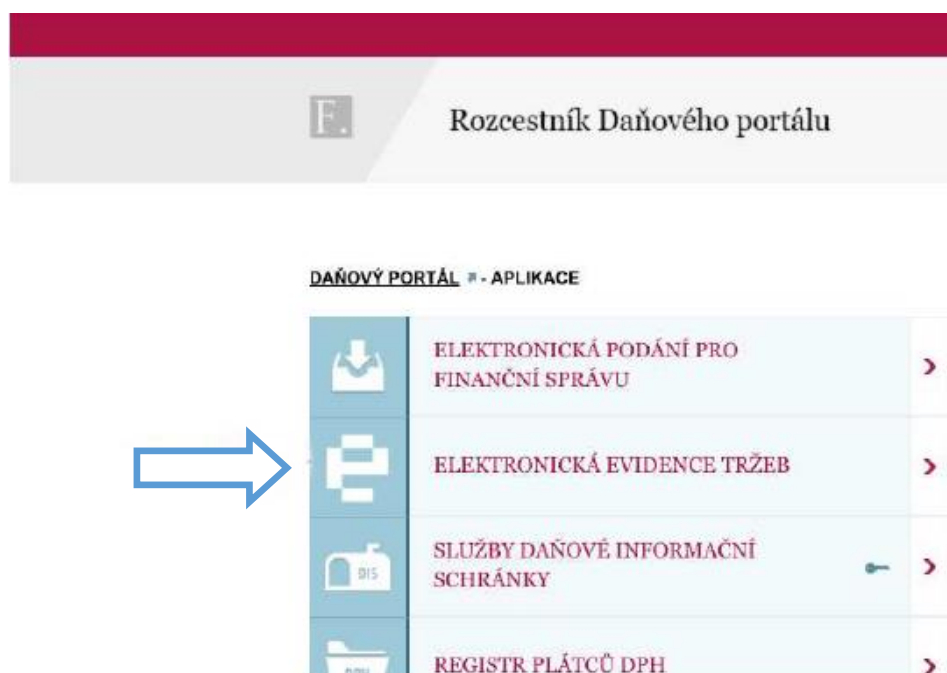 F.
Rozcestník Daňového portálu
DAŇOVÝ PORTÁL - APLIKACE
ELEKTRONICKÁ PODÁNÍ PRO
FINANČNÍ SPRÁVU
e
ELEKTRONICKÁ EVIDENCE TRŽEB
DIS
SLUŽBY DAŇOVÉ INFORMAČNÍ
SCHRÁNKY
REGISTR PLÁTCŮ DPH